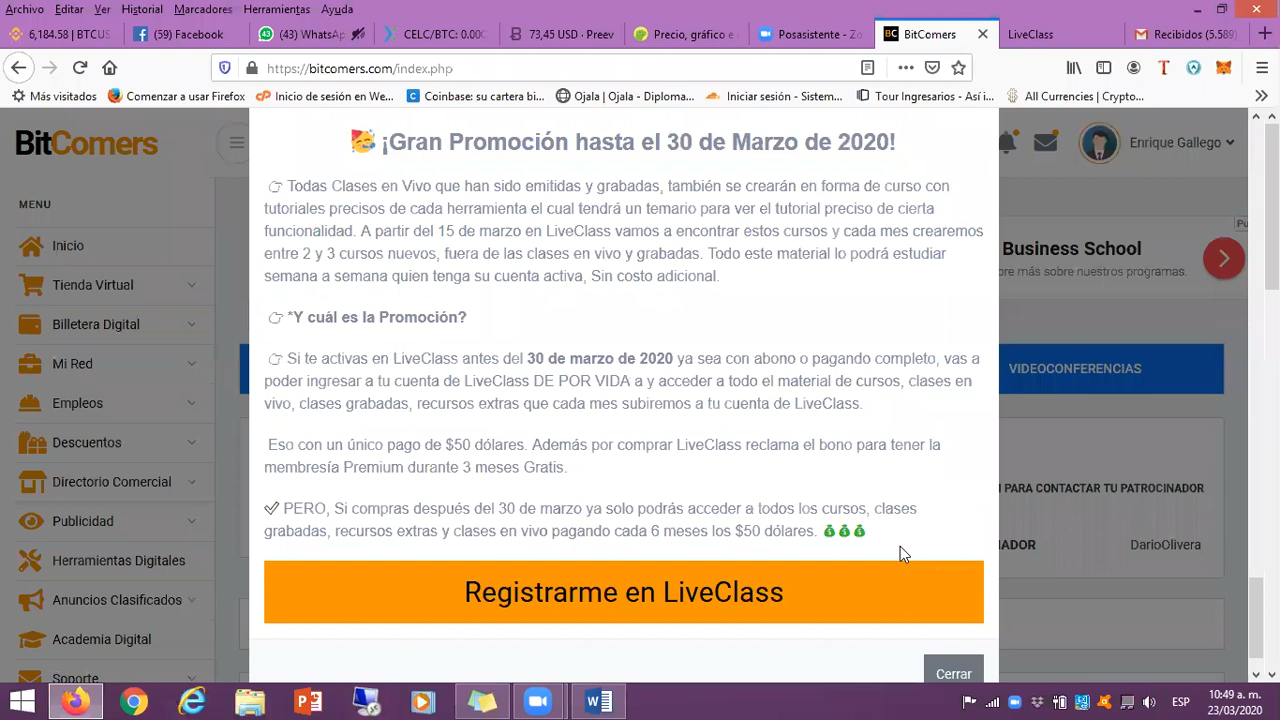 Archivo Editar Ver Historial Marcadores Herramientas Ayuda
6,184.58 | BTCUS
(59) Facebook
(43) WhatsAp
CELC/BTC: 0.00
73,45 USD · Preev
Precio, gráfico e
Posasistente - Zo
BitComers
LiveClass
Recibidos (5.589)
https://bitcomers.com/index.php
Más visitados
Comenzar a usar Firefox
Inicio de sesión en We...
Coinbase: su cartera bi...
Ojala | Ojala - Diploma...
Iniciar sesión - Sistem...
Tour Ingresarios - Así i...
All Currencies | Crypto...
BitComers
Enrique Gallego
MENU
Inicio
Tienda Virtual
Billetera Digital
Mi Red
Empleos
Descuentos
Directorio Comercial
Publicidad
Herramientas Digitales
Anuncios Clasificados
Academia Digital
Soporte
¡Gran Promoción hasta el 30 de Marzo de 2020!
Todas Clases en Vivo que han sido emitidas y grabadas, también se crearán en forma de curso con
tutoriales precisos de cada herramienta el cual tendrá un temario para ver el tutorial preciso de cierta
funcionalidad. A partir del 15 de marzo en LiveClass vamos a encontrar estos cursos y cada mes crearemos
entre 2 y 3 cursos nuevos, fuera de las clases en vivo y grabadas. Todo este material lo podrá estudiar
semana a semana quien tenga su cuenta activa, Sin costo adicional.
*Y cuál es la Promoción?
Si te activas en LiveClass antes del 30 de marzo de 2020 ya sea con abono o pagando completo, vas a
poder ingresar a tu cuenta de LiveClass DE POR VIDA a y acceder a todo el material de cursos, clases en
vivo, clases grabadas, recursos extras que cada mes subiremos a tu cuenta de LiveClass.
Eso con un único pago de $50 dólares. Además por comprar LiveClass reclama el bono para tener la
membresía Premium durante 3 meses Gratis.
PERO, Si compras después del 30 de marzo ya solo podrás acceder a todos los cursos, clases
grabadas, recursos extras y clases en vivo pagando cada 6 meses los $50 dólares.
Registrarme en LiveClass
Cerrar
Pu
Business School
re más sobre nuestros programas.
VIDEOCONFERENCIAS
N PARA CONTACTAR TU PATROCINADOR
NADOR
DarioOlivera
ESP
10:49 a. m.
23/03/2020